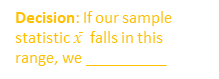 Decision: If our sample
statistic x̄ falls in this
range, we __________